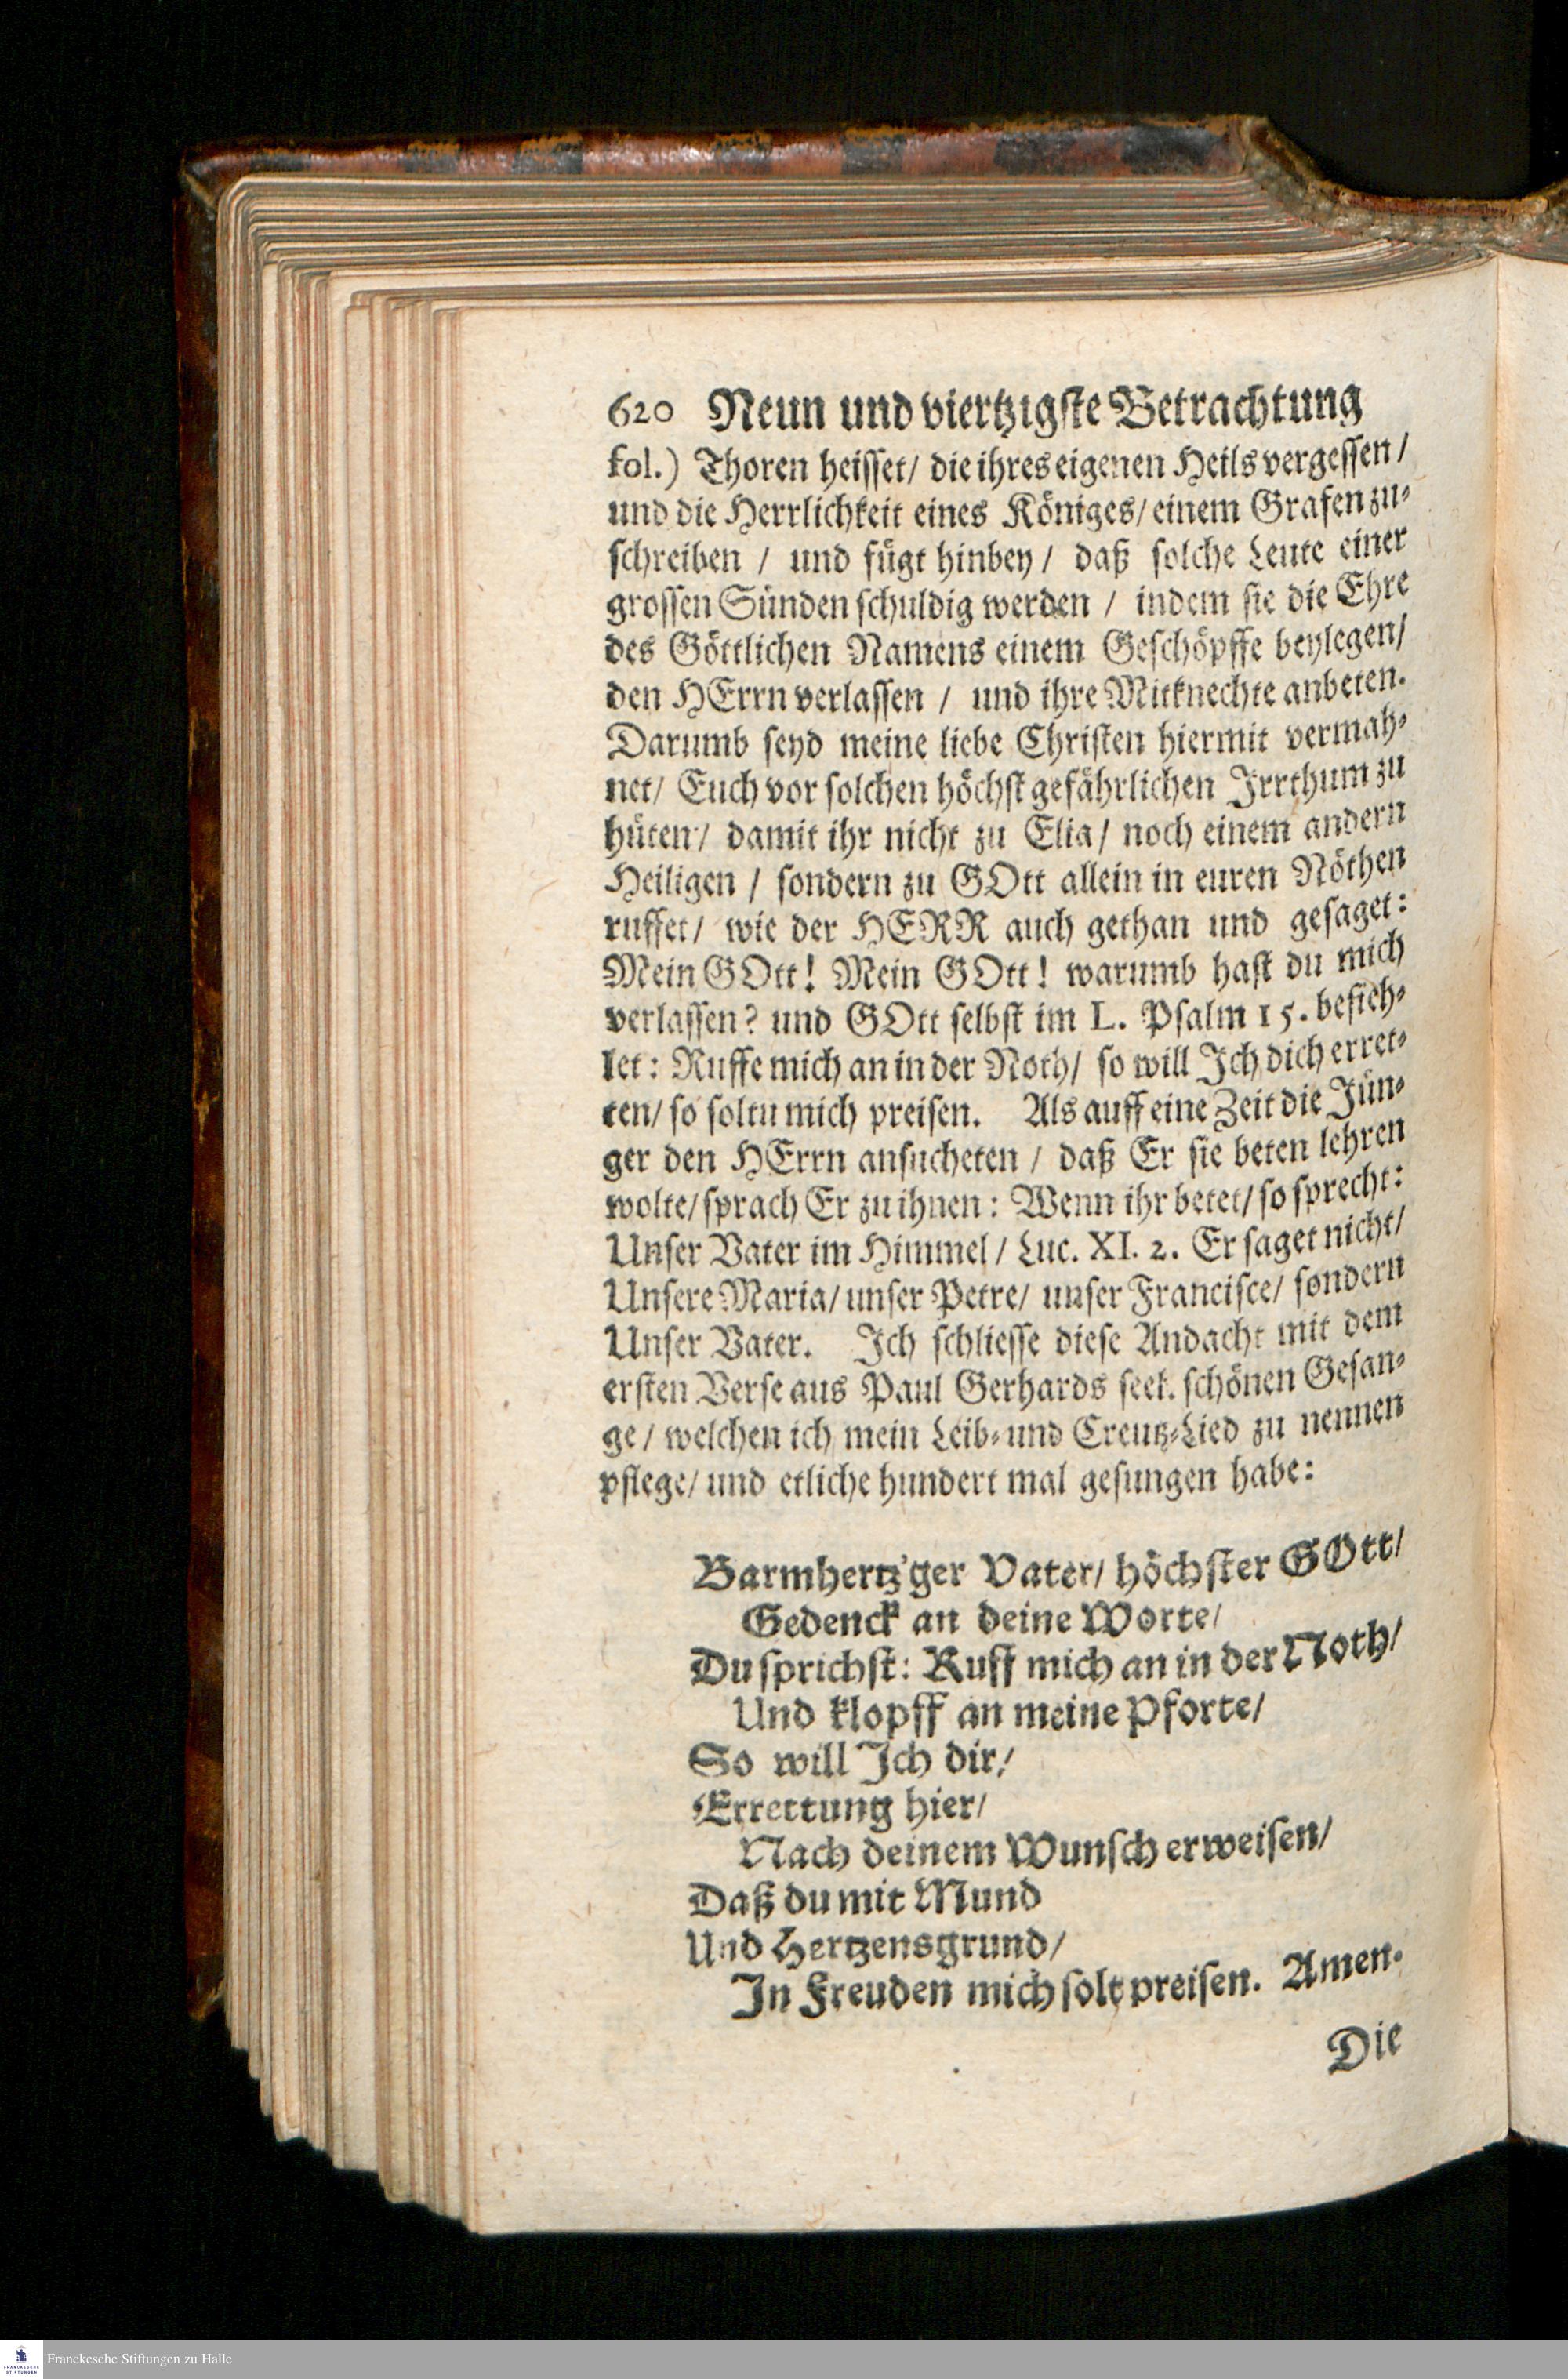 620 Neun und viertzigste Betrachtung
fol.) Thoren heisset/ die ihres eigenen Heils vergessen/
und die Herrlichkeit eines Königes/ einem Grafen zu-
schreiben / und fügt hinbey / daß solche Leute einer
grossen Sünden schuldig werden / indem sie die Ehre
des Göttlichen Namens einem Geschöpffe beylegen/
den HErrn verlassen / und ihre Mitknechte anbeten.
Darumb seyd meine liebe Christen hiermit vermah-
net/ Euch vor solchen höchst gefährlichen Irrthum zu
hüten/ damit ihr nicht zu Elia/ noch einem andern
Heiligen / sondern zu GOtt allein in euren Nöthen
ruffet/ wie der HERR auch gethan und gesaget:
Mein GOtt! Mein GOtt! warumb hast du mich
verlassen? und GOtt selbst im L. Psalm 15. befieh-
let: Ruffe mich an in der Noth/ so will Ich dich erret-
ten/ so soltu mich preisen. Als auff eine Zeit die Jün-
ger den HErrn ansucheten / daß Er sie beten lehren
wolte/ sprach Er zu ihnen: Wenn ihr betet/ so sprecht:
Unser Vater im Himmel / Luc. XI. 2. Er saget nicht/
Unsere Maria/ unser Petre/ unser Francisce/ sondern
Unser Vater. Ich schliesse diese Andacht mit dem
ersten Verse aus Paul Gerhards seel. schönen Gesan-
ge / welchen ich mein Leib- und Creutz-Lied zu nennen
pflege/ und etliche hundert mal gesungen habe:
Barmhertz'ger Vater/ höchster GOtt/
Gedenck an deine Worte/
Du sprichst: Ruff mich an in der Noth/
Und klopff an meine Pforte/
So will Ich dir/
Errettung hier/
Nach deinem Wunsch erweisen/
Daß du mit Mund
Und Hertzensgrund/
In Freuden mich solt preisen. Amen.
Die
FRANCKESCHE STIFTUNGEN
Franckesche Stiftungen zu Halle